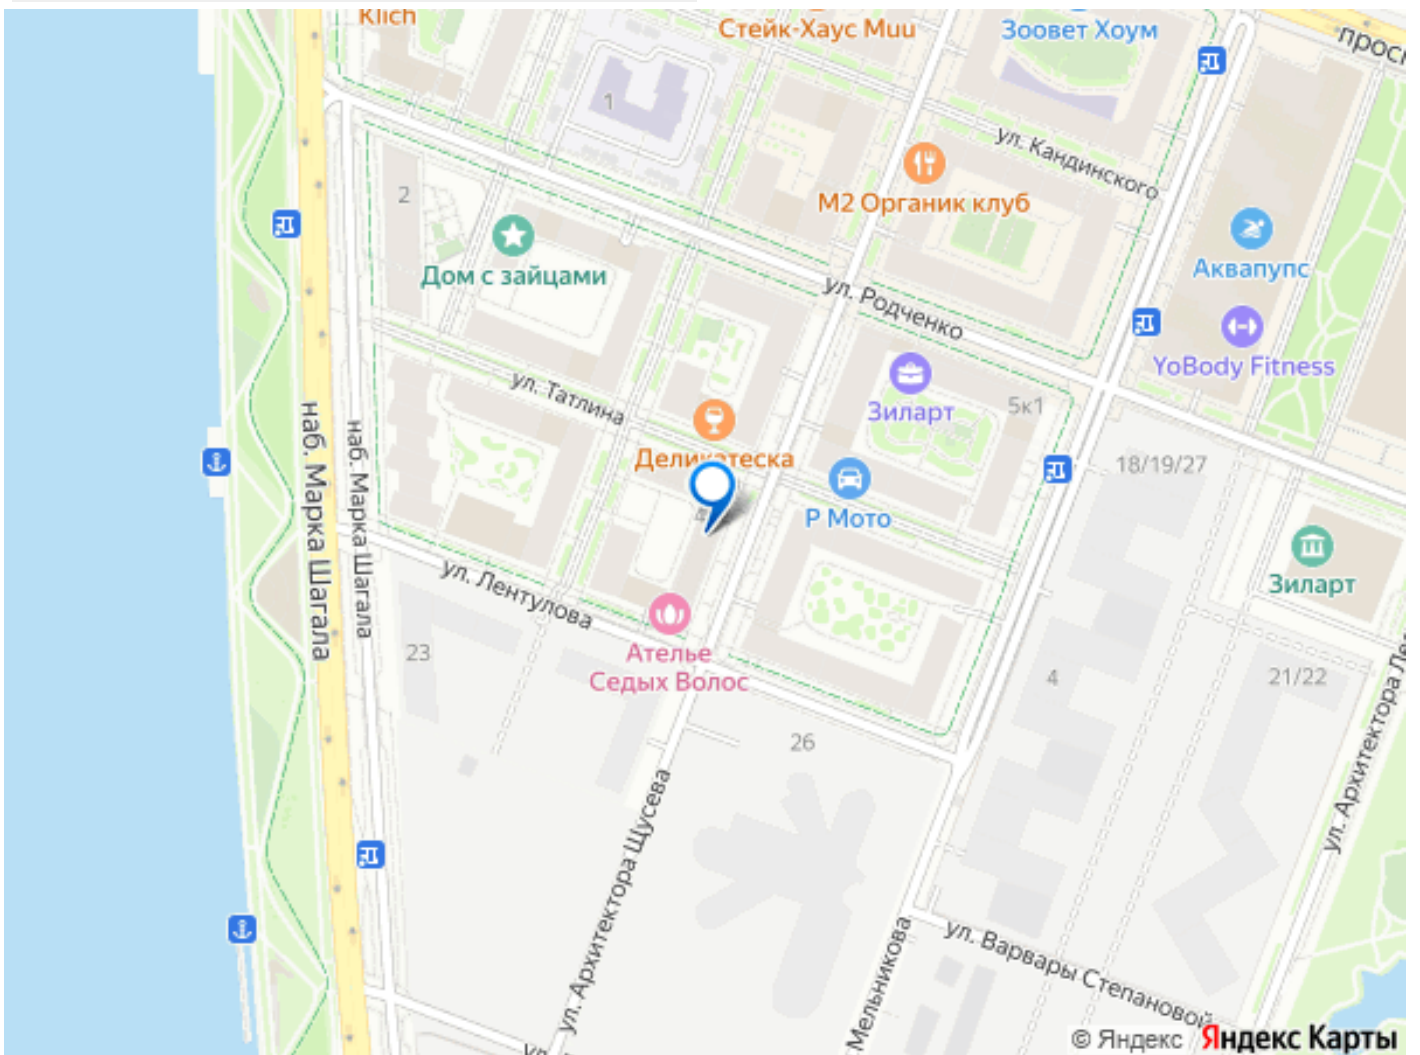 Klich
Стейк-Хаус Muu
Зоовет Хоум
1
ул. Кандинского
2
М2 Органик клуб
Дом с зайцами
Аквапупс
ул. Родченко
YoBody Fitness
ул. Татлина
Зиларт
5к1
Деликатеска
18/19/27
наб. Марка Шагала
наб. Марка Шагала
Р Мото
Зиларт
ул. Лентулова
23
Ателье
Седых Волос
4
21/22
26
ул. Архитектора Щусева
Мельникова
ул. Варвары Степановой
ул. Архитектора
© Яндекс Яндекс Карты